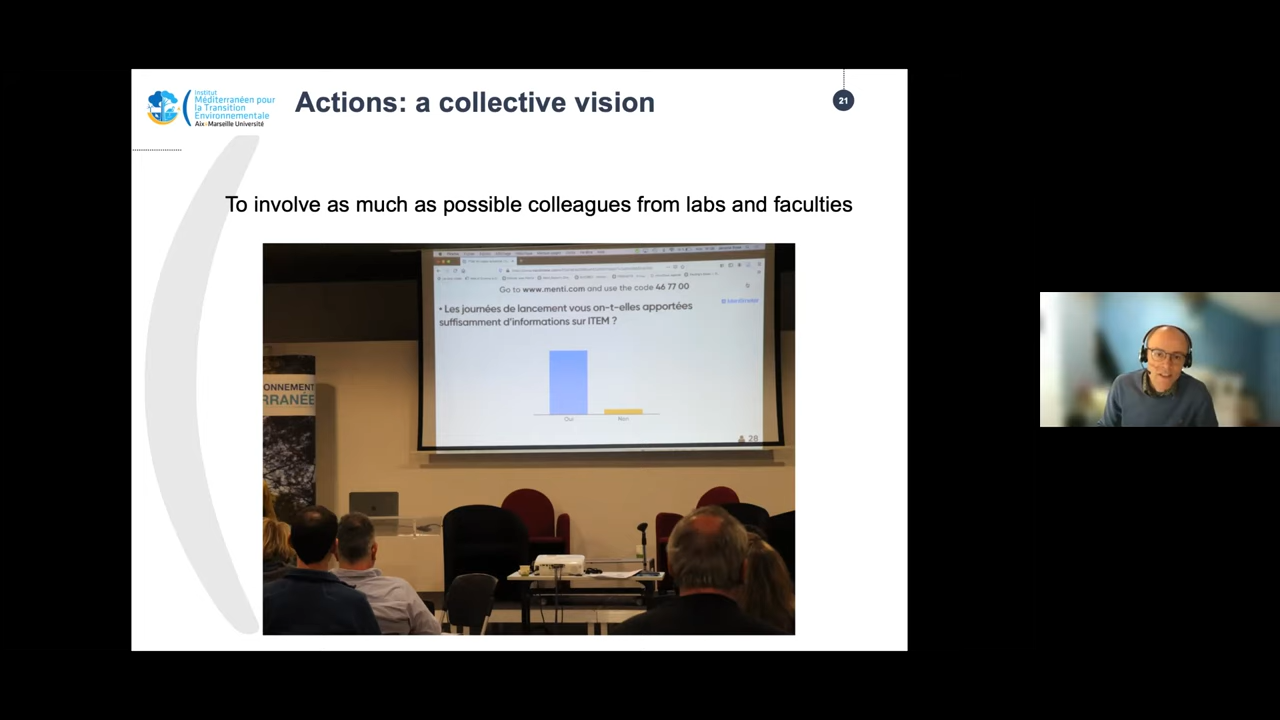 Institut
Méditerranéen pour
la Transition
Environnementale
Aix*Marseille Université
Actions: a collective vision
21
To involve as much as possible colleagues from labs and faculties
Go to www.menti.com and use the code 46 77 00
• Les journées de lancement vous on-t-elles apportées
suffisamment d'informations sur ITEM ?
Oui
Non
28
ONNEMENT
RRANÉE